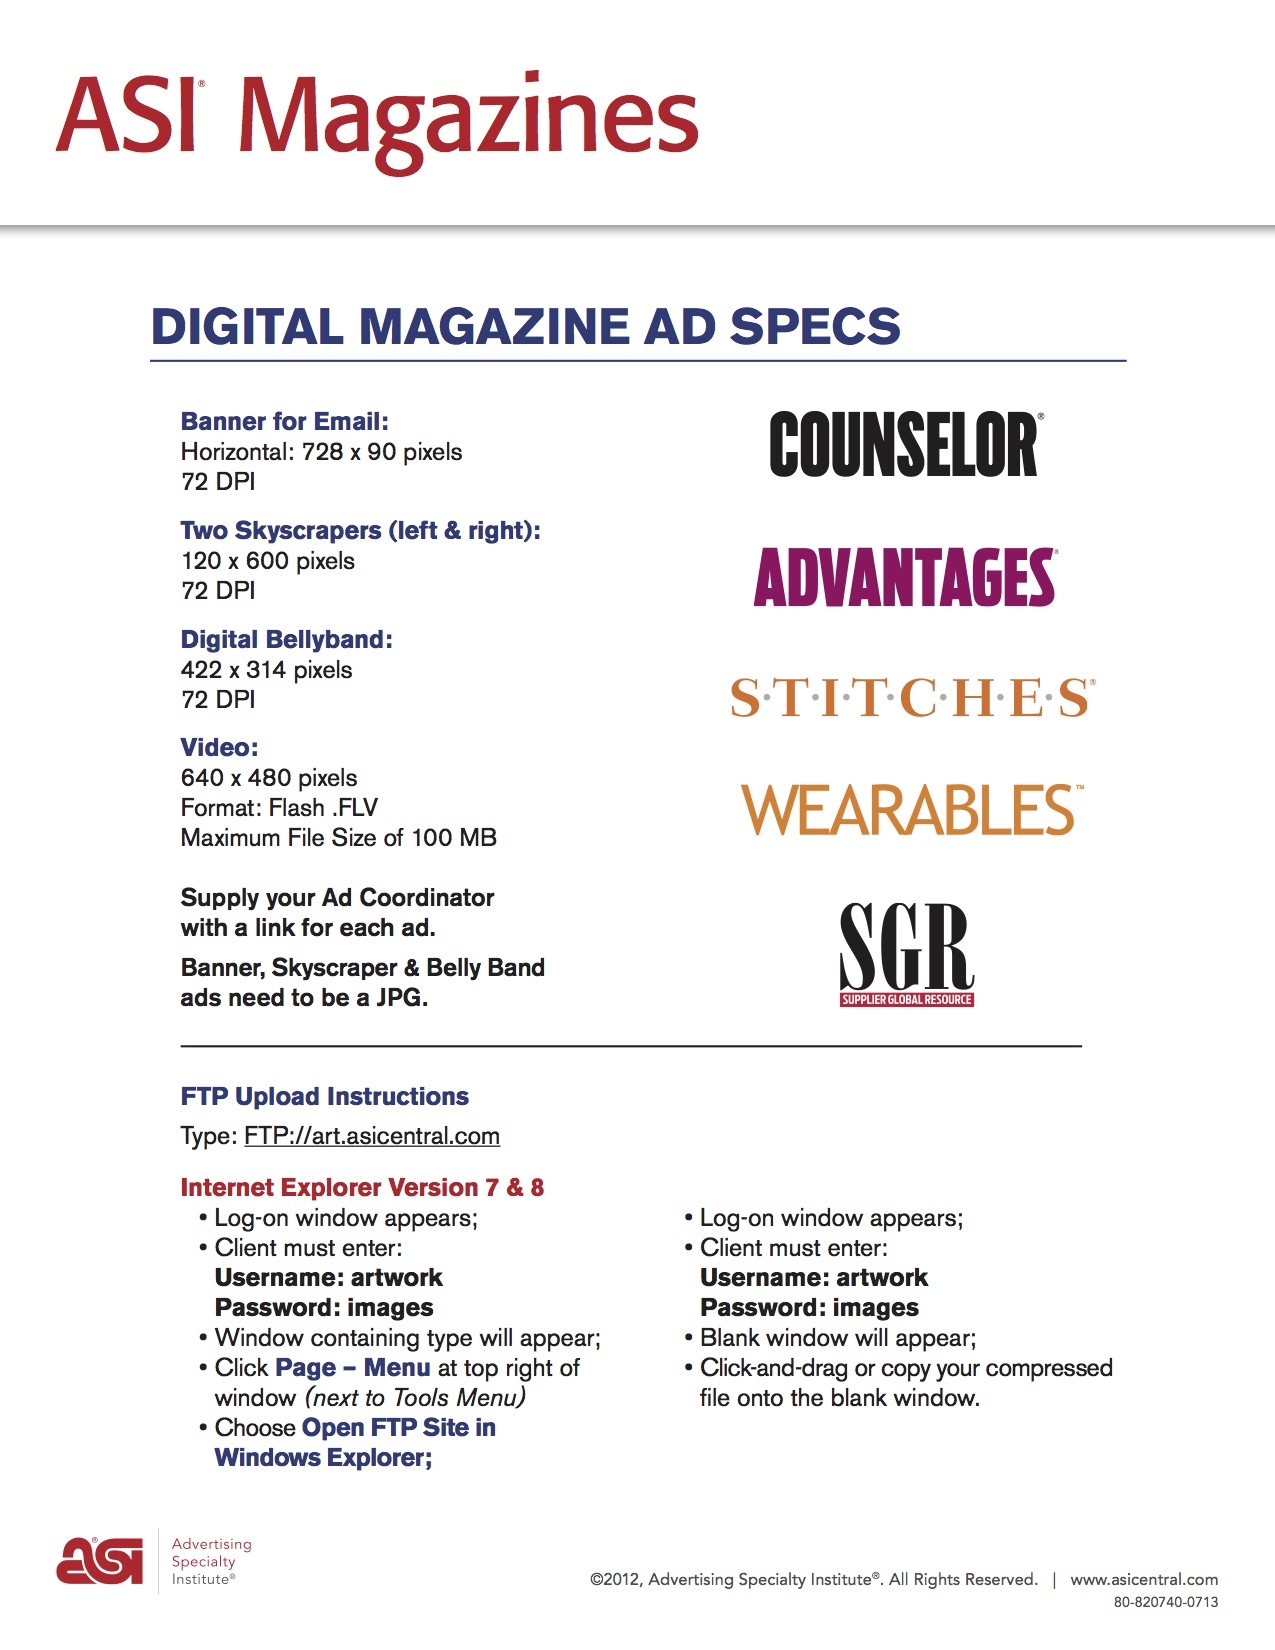 ASI® Magazines
DIGITAL MAGAZINE AD SPECS
Banner for Email:
Horizontal: 728 x 90 pixels
72 DPI
Two Skyscrapers (left & right):
120 x 600 pixels
72 DPI
Digital Bellyband:
422 x 314 pixels
72 DPI
Video:
640 x 480 pixels
Format: Flash .FLV
Maximum File Size of 100 MB
Supply your Ad Coordinator
with a link for each ad.
Banner, Skyscraper & Belly Band
ads need to be a JPG.
COUNSELOR®
ADVANTAGES®
S·T·I·T·C·H·E·S®
WEARABLES™
SGR
SUPPLIER GLOBAL RESOURCE
FTP Upload Instructions
Type: FTP://art.asicentral.com
Internet Explorer Version 7 & 8
• Log-on window appears;
• Client must enter:
Username: artwork
Password: images
• Window containing type will appear;
• Click Page – Menu at top right of
window (next to Tools Menu)
• Choose Open FTP Site in
Windows Explorer;
• Log-on window appears;
• Client must enter:
Username: artwork
Password: images
• Blank window will appear;
• Click-and-drag or copy your compressed
file onto the blank window.
asi®
Advertising
Specialty
Institute®
©2012, Advertising Specialty Institute®. All Rights Reserved. | www.asicentral.com
80-820740-0713